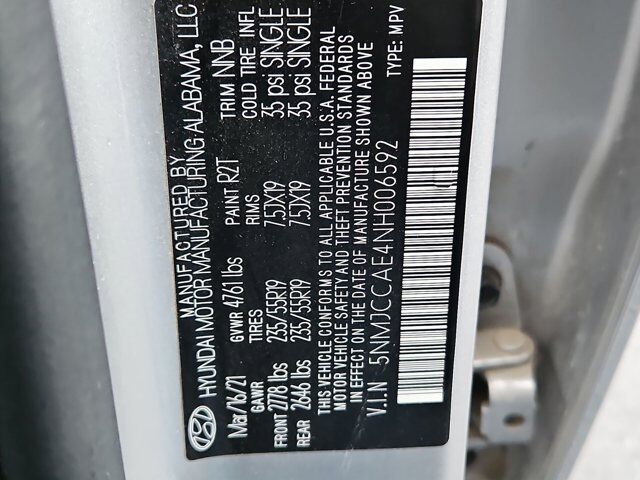 MANUFACTURED BY
HYUNDAI MOTOR MANUFACTURING ALABAMA, LLC
Mar/16/21 GVWR 4761 lbs PAINT R2T TRIM NNB
GAWR TIRES RIMS COLD TIRE INFL
FRONT 2778 lbs 235/55R19 7.5JX19 35 psi SINGLE
REAR 2646 lbs 235/55R19 7.5JX19 35 psi SINGLE
THIS VEHICLE CONFORMS TO ALL APPLICABLE U.S.A. FEDERAL
MOTOR VEHICLE SAFETY AND THEFT PREVENTION STANDARDS
IN EFFECT ON THE DATE OF MANUFACTURE SHOWN ABOVE
V.I.N 5NMJCCAE4NH006592 TYPE: MPV